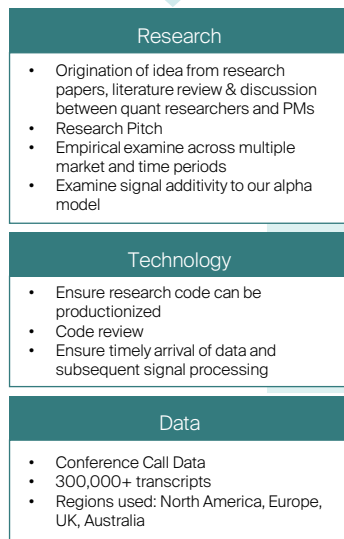 Research
• Origination of idea from research
papers, literature review & discussion
between quant researchers and PMs
• Research Pitch
• Empirical examine across multiple
market and time periods
• Examine signal additivity to our alpha
model
Technology
• Ensure research code can be
productionized
• Code review
• Ensure timely arrival of data and
subsequent signal processing
Data
• Conference Call Data
• 300,000+ transcripts
• Regions used: North America, Europe,
UK, Australia